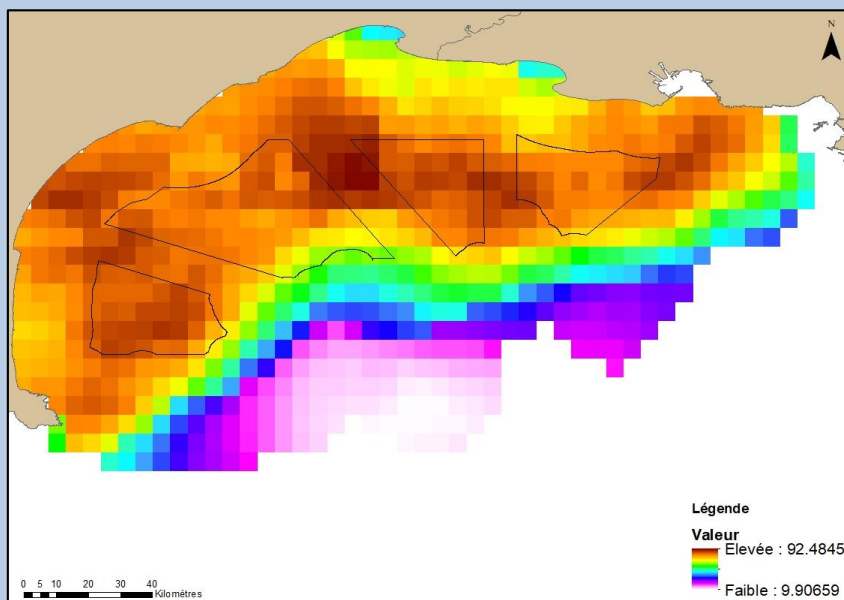 N
Légende
Valeur
Elevée : 92.4845
Faible : 9.90659
0 5 10 20 30 40
Kilomètres